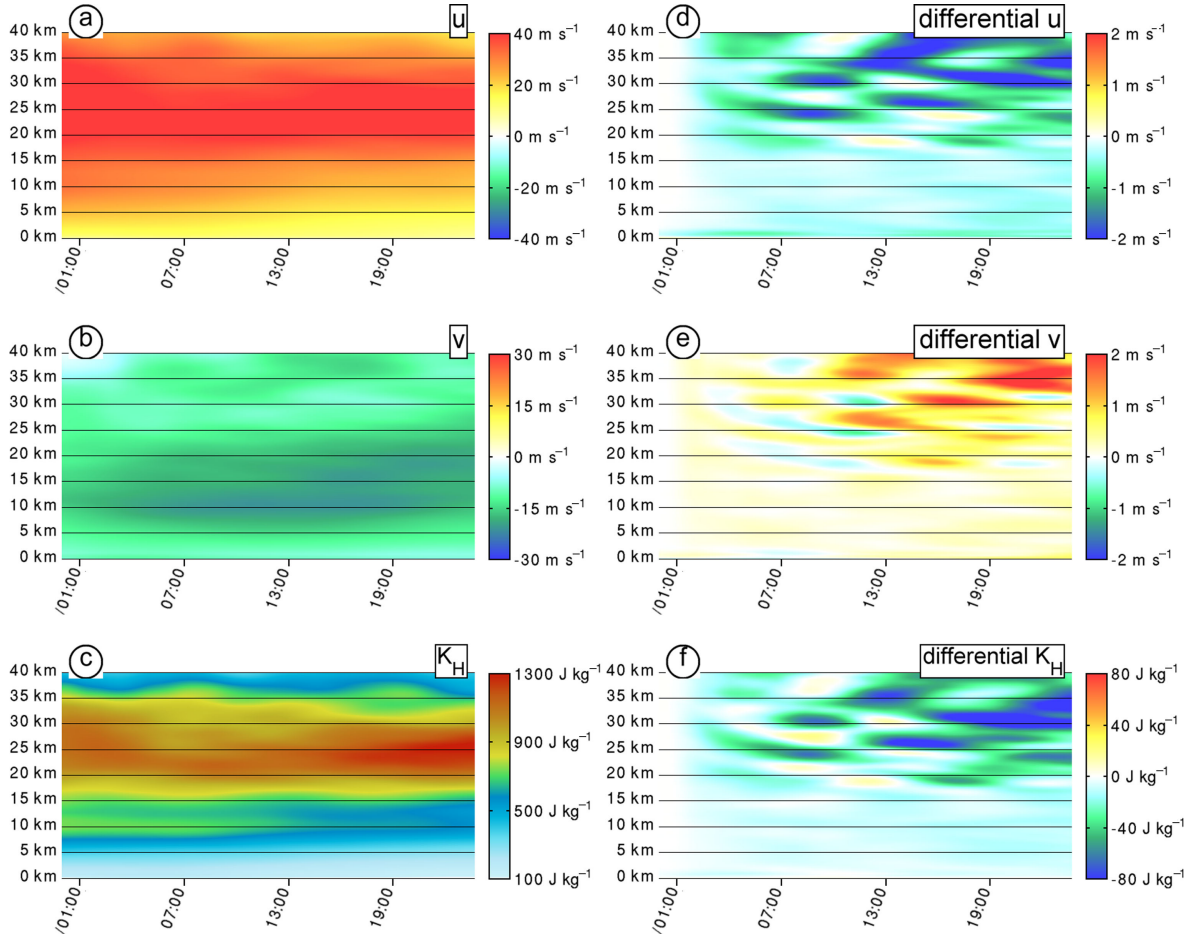 a
u
40 km
35 km
30 km
25 km
20 km
15 km
10 km
5 km
0 km
/01:00
07:00
13:00
19:00
40 m s⁻¹
20 m s⁻¹
0 m s⁻¹
-20 m s⁻¹
-40 m s⁻¹
d
differential u
40 km
35 km
30 km
25 km
20 km
15 km
10 km
5 km
0 km
/01:00
07:00
13:00
19:00
2 m s⁻¹
1 m s⁻¹
0 m s⁻¹
-1 m s⁻¹
-2 m s⁻¹
b
v
40 km
35 km
30 km
25 km
20 km
15 km
10 km
5 km
0 km
/01:00
07:00
13:00
19:00
30 m s⁻¹
15 m s⁻¹
0 m s⁻¹
-15 m s⁻¹
-30 m s⁻¹
e
differential v
40 km
35 km
30 km
25 km
20 km
15 km
10 km
5 km
0 km
/01:00
07:00
13:00
19:00
2 m s⁻¹
1 m s⁻¹
0 m s⁻¹
-1 m s⁻¹
-2 m s⁻¹
c
K_H
40 km
35 km
30 km
25 km
20 km
15 km
10 km
5 km
0 km
/01:00
07:00
13:00
19:00
1300 J kg⁻¹
900 J kg⁻¹
500 J kg⁻¹
100 J kg⁻¹
f
differential K_H
40 km
35 km
30 km
25 km
20 km
15 km
10 km
5 km
0 km
/01:00
07:00
13:00
19:00
80 J kg⁻¹
40 J kg⁻¹
0 J kg⁻¹
-40 J kg⁻¹
-80 J kg⁻¹